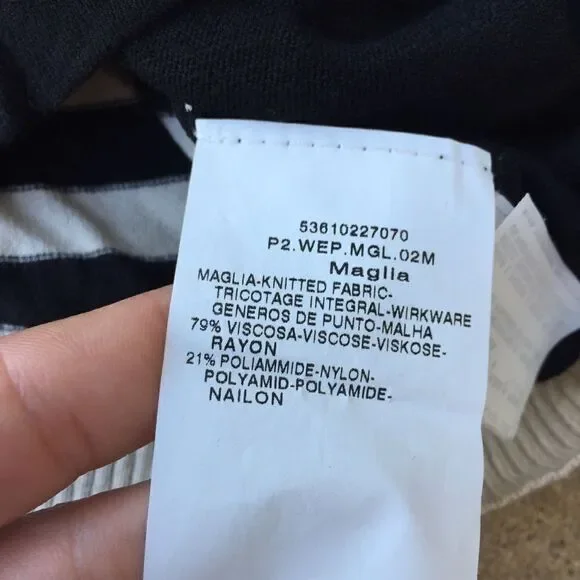 53610227070
P2.WEP.MGL.02M
Maglia
MAGLIA-KNITTED FABRIC-
TRICOTAGE INTEGRAL-WIRKWARE
GENEROS DE PUNTO-MALHA
79% VISCOSA-VISCOSE-VISKOSE-
RAYON
21% POLIAMMIDE-NYLON-
POLYAMID-POLYAMIDE-
NAILON